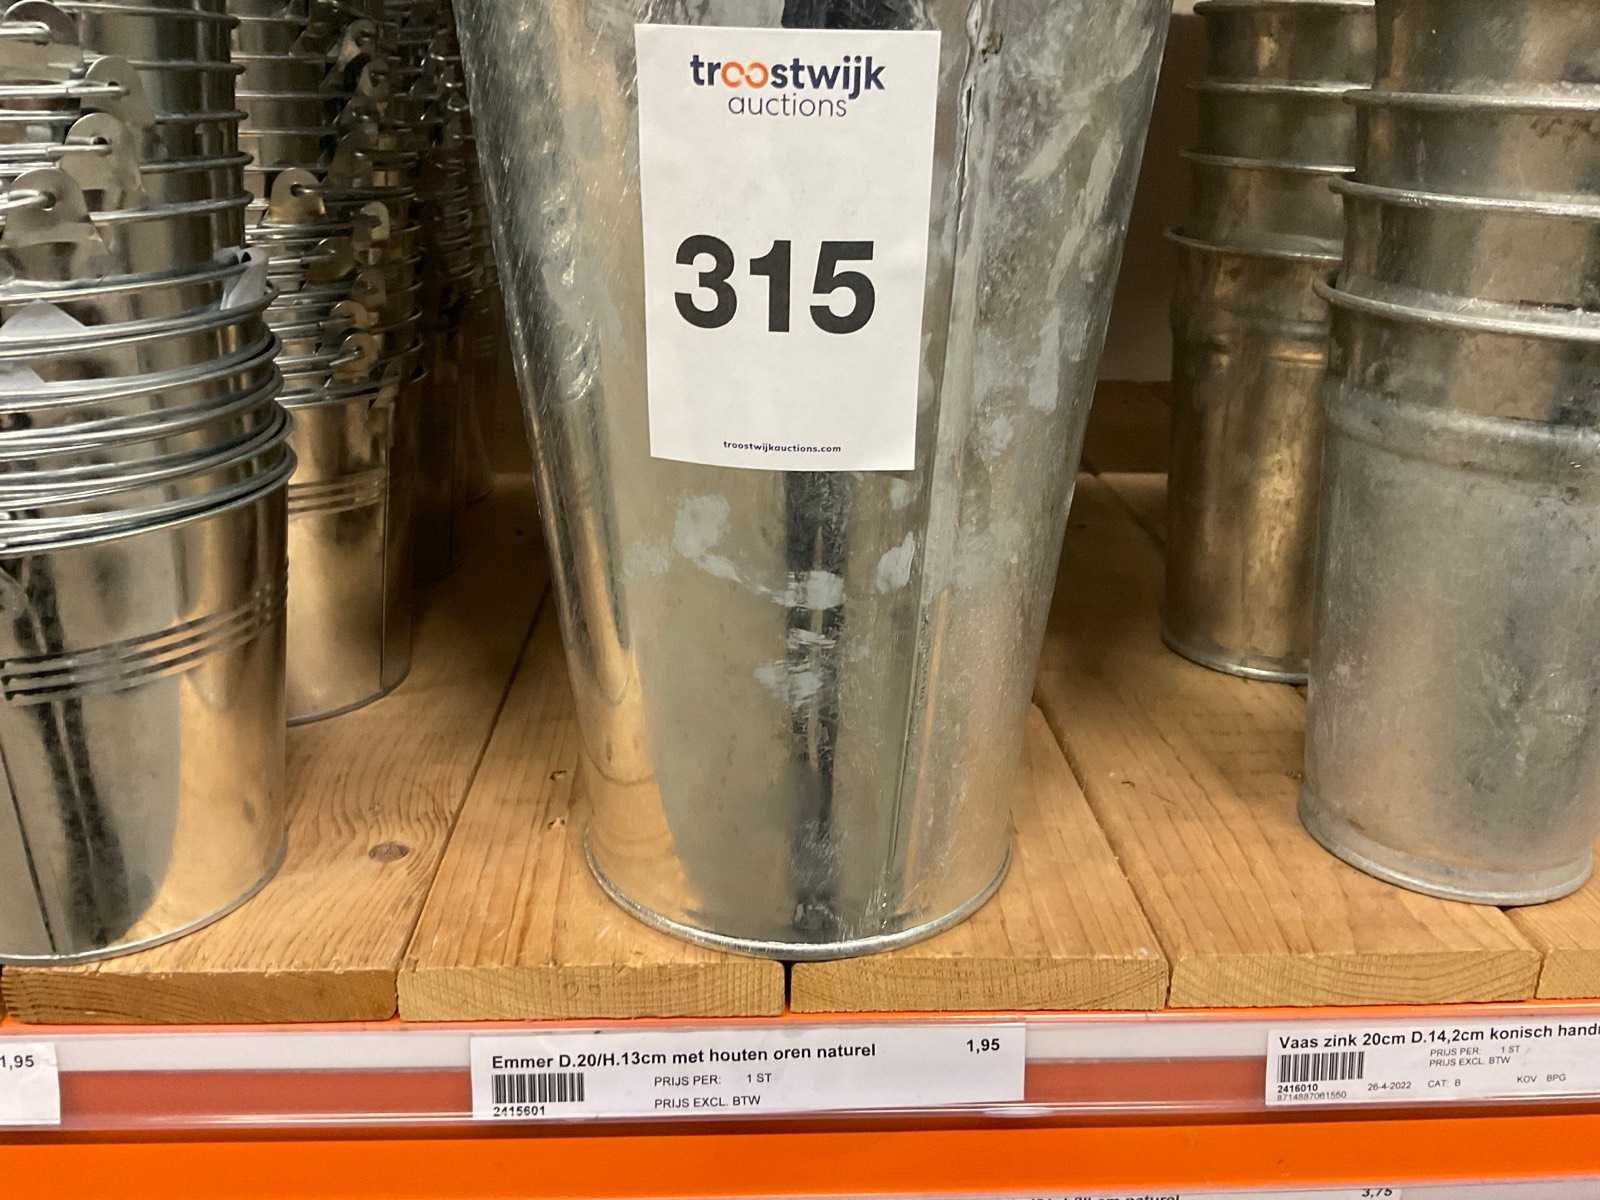 troostwijk
auctions
315
troostwijkauctions.com
1,95
Emmer D.20/H.13cm met houten oren naturel 1,95
PRIJS PER: 1 ST
PRIJS EXCL. BTW
2415601
Vaas zink 20cm D.14,2cm konisch
PRIJS PER: 1 ST
PRIJS EXCL. BTW
2416010 26-4-2022 CAT: B KOV BPG
8714887061550
naturel 3,75